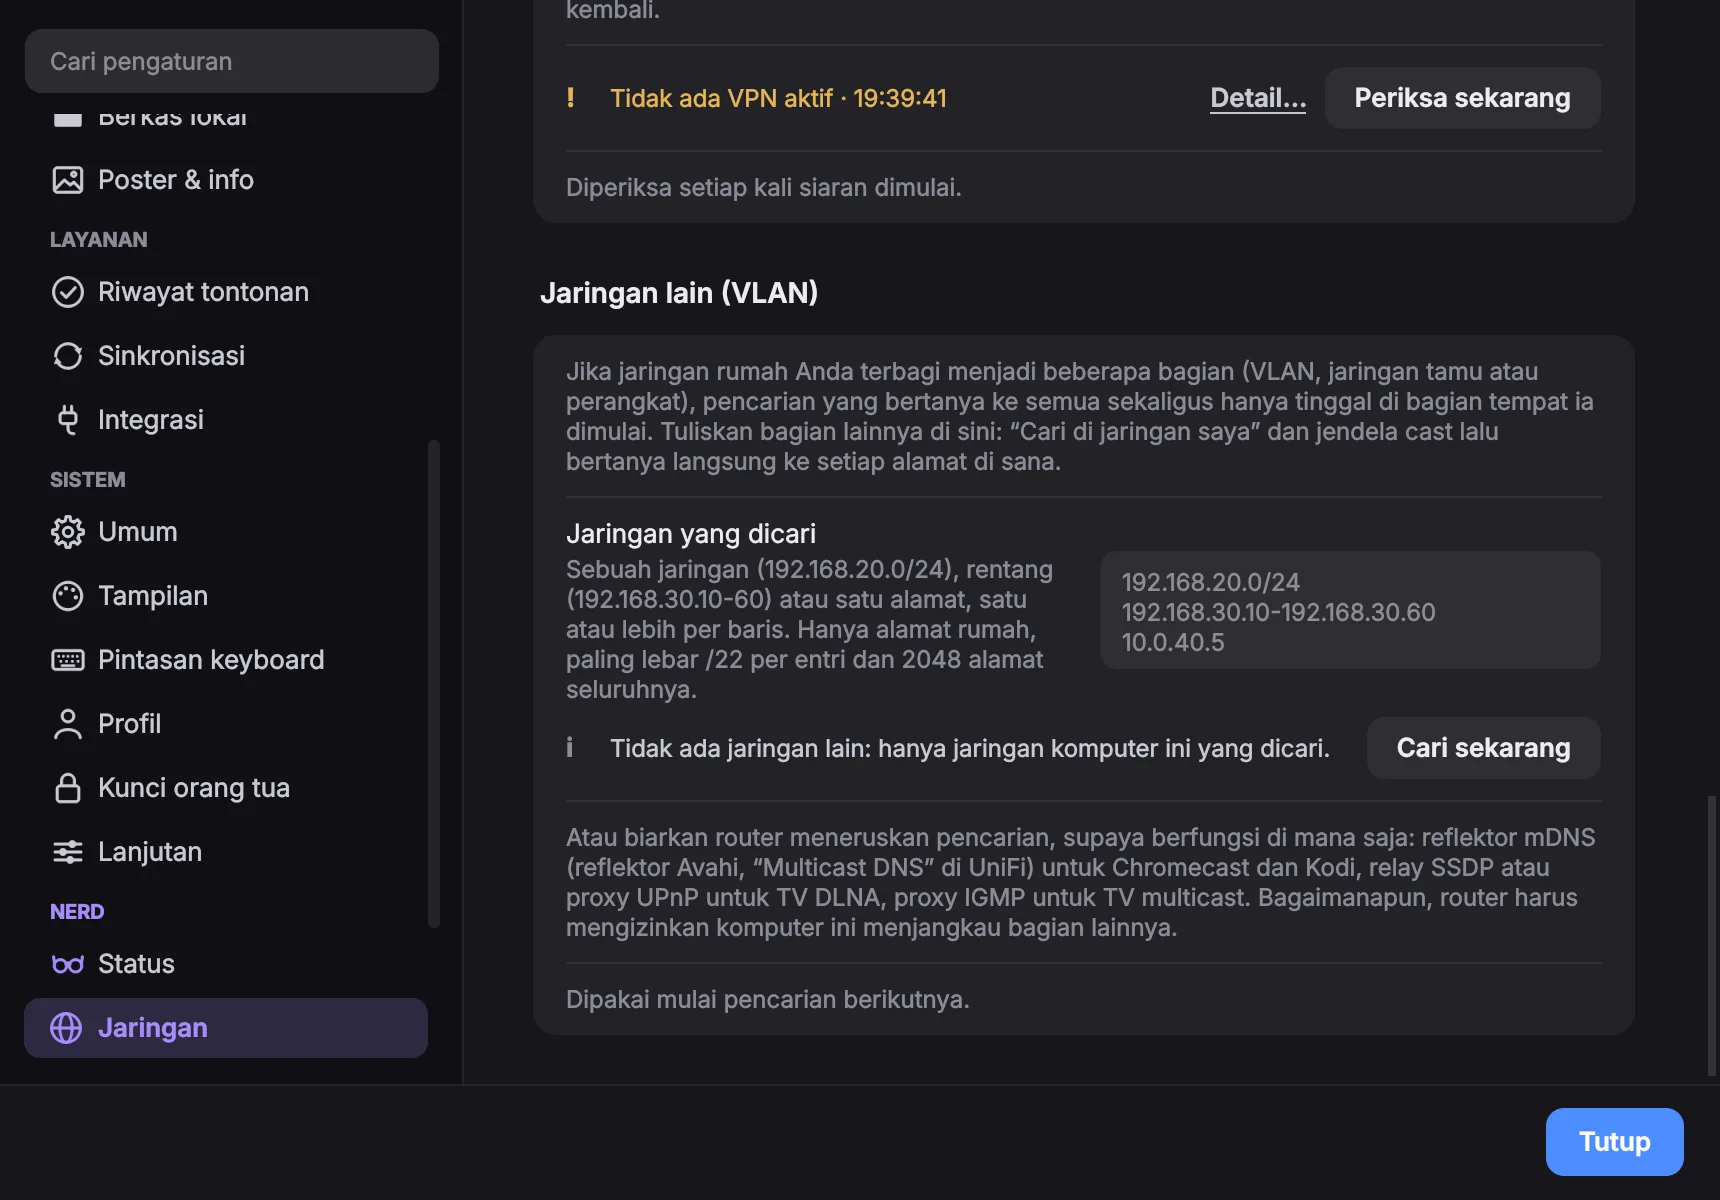 Cari pengaturan
Berkas lokal
Poster & info
LAYANAN
Riwayat tontonan
Sinkronisasi
Integrasi
SISTEM
Umum
Tampilan
Pintasan keyboard
Profil
Kunci orang tua
Lanjutan
NERD
Status
Jaringan
kembali.
! Tidak ada VPN aktif · 19:39:41
Detail...
Periksa sekarang
Diperiksa setiap kali siaran dimulai.
Jaringan lain (VLAN)
Jika jaringan rumah Anda terbagi menjadi beberapa bagian (VLAN, jaringan tamu atau
perangkat), pencarian yang bertanya ke semua sekaligus hanya tinggal di bagian tempat ia
dimulai. Tuliskan bagian lainnya di sini: “Cari di jaringan saya” dan jendela cast lalu
bertanya langsung ke setiap alamat di sana.
Jaringan yang dicari
Sebuah jaringan (192.168.20.0/24), rentang
(192.168.30.10-60) atau satu alamat, satu
atau lebih per baris. Hanya alamat rumah,
paling lebar /22 per entri dan 2048 alamat
seluruhnya.
192.168.20.0/24
192.168.30.10-192.168.30.60
10.0.40.5
i Tidak ada jaringan lain: hanya jaringan komputer ini yang dicari.
Cari sekarang
Atau biarkan router meneruskan pencarian, supaya berfungsi di mana saja: reflektor mDNS
(reflektor Avahi, “Multicast DNS” di UniFi) untuk Chromecast dan Kodi, relay SSDP atau
proxy UPnP untuk TV DLNA, proxy IGMP untuk TV multicast. Bagaimanapun, router harus
mengizinkan komputer ini menjangkau bagian lainnya.
Dipakai mulai pencarian berikutnya.
Tutup